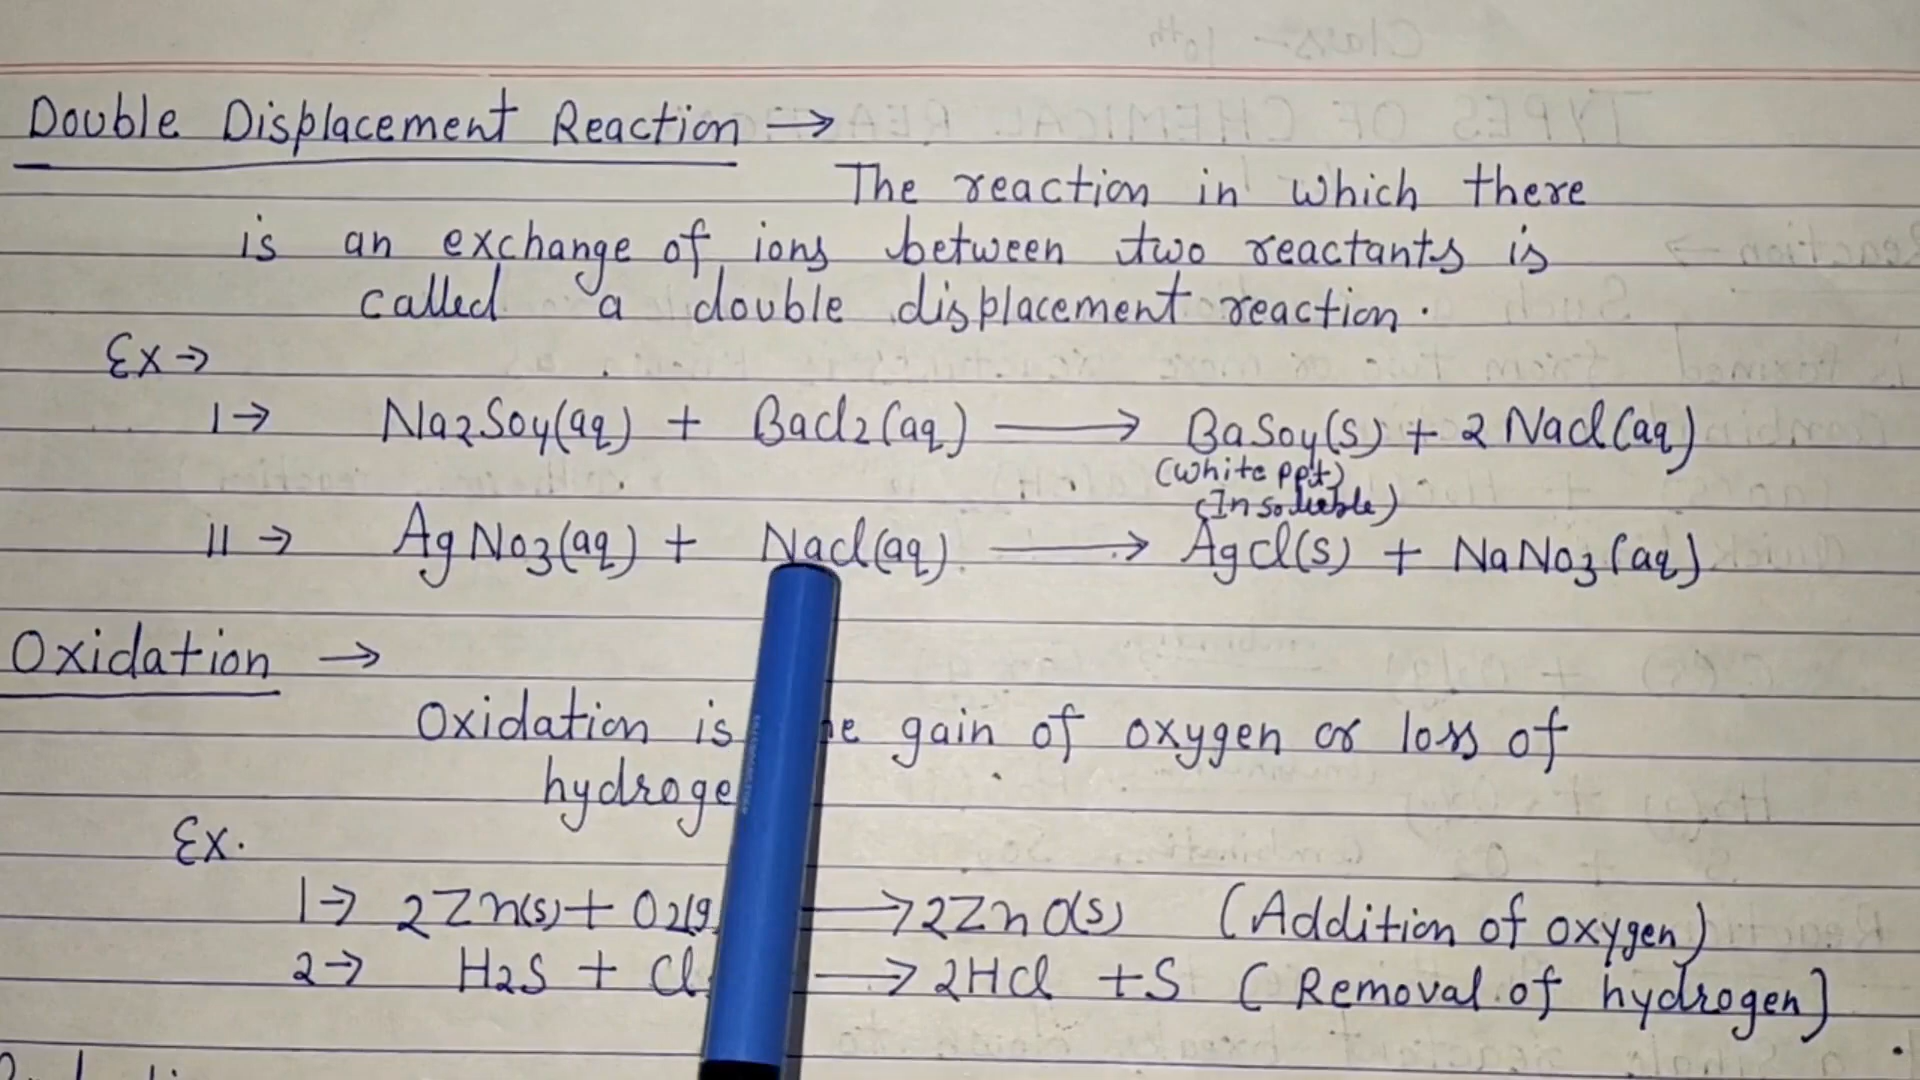 Double Displacement Reaction →
The reaction in which there
is an exchange of ions between two reactants is
called a double displacement reaction.
Ex →
I → Na2So4(aq) + Bacl2(aq) ⟶ BaSo4(s) + 2 Nacl(aq)
(white ppt)
(Insoluble)
II → AgNo3(aq) + Nacl(aq) ⟶ AgCl(s) + NaNo3(aq)
Oxidation →
Oxidation is he gain of oxygen or loss of
hydroge
Ex.
1→ 2Zn(s) + O2(g ⟶ 2ZnO(s) (Addition of oxygen)
2→ H2S + Cl ⟶ 2HCl + S (Removal of hydrogen)